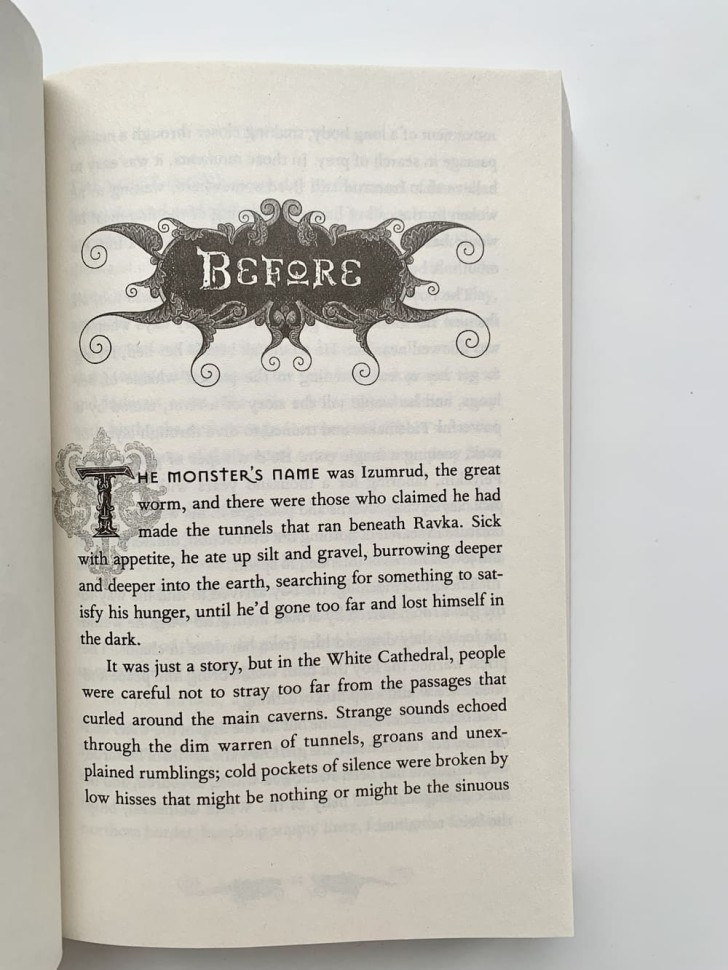 BEFORE
THE MONSTER'S NAME was Izumrud, the great
worm, and there were those who claimed he had
made the tunnels that ran beneath Ravka. Sick
with appetite, he ate up silt and gravel, burrowing deeper
and deeper into the earth, searching for something to sat-
isfy his hunger, until he'd gone too far and lost himself in
the dark.
It was just a story, but in the White Cathedral, people
were careful not to stray too far from the passages that
curled around the main caverns. Strange sounds echoed
through the dim warren of tunnels, groans and unex-
plained rumblings; cold pockets of silence were broken by
low hisses that might be nothing or might be the sinuous